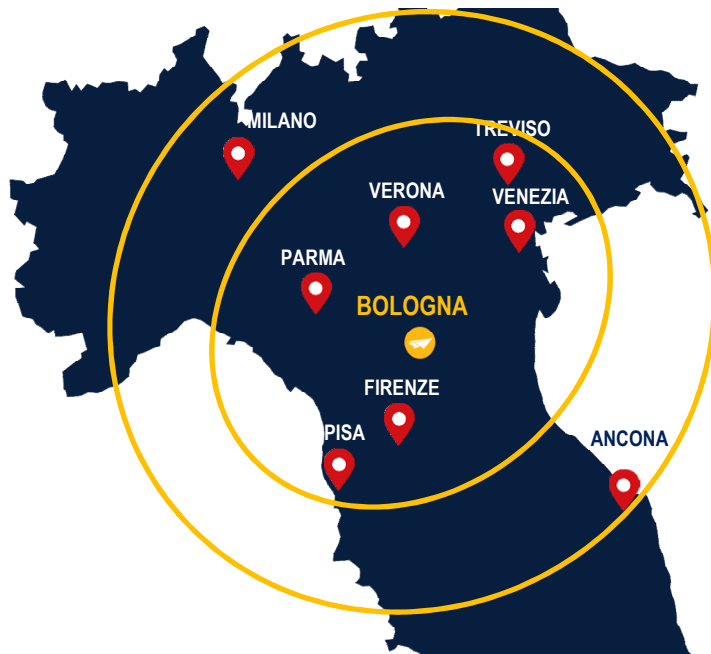 MILANO
TREVISO
VERONA
VENEZIA
PARMA
BOLOGNA
FIRENZE
PISA
ANCONA